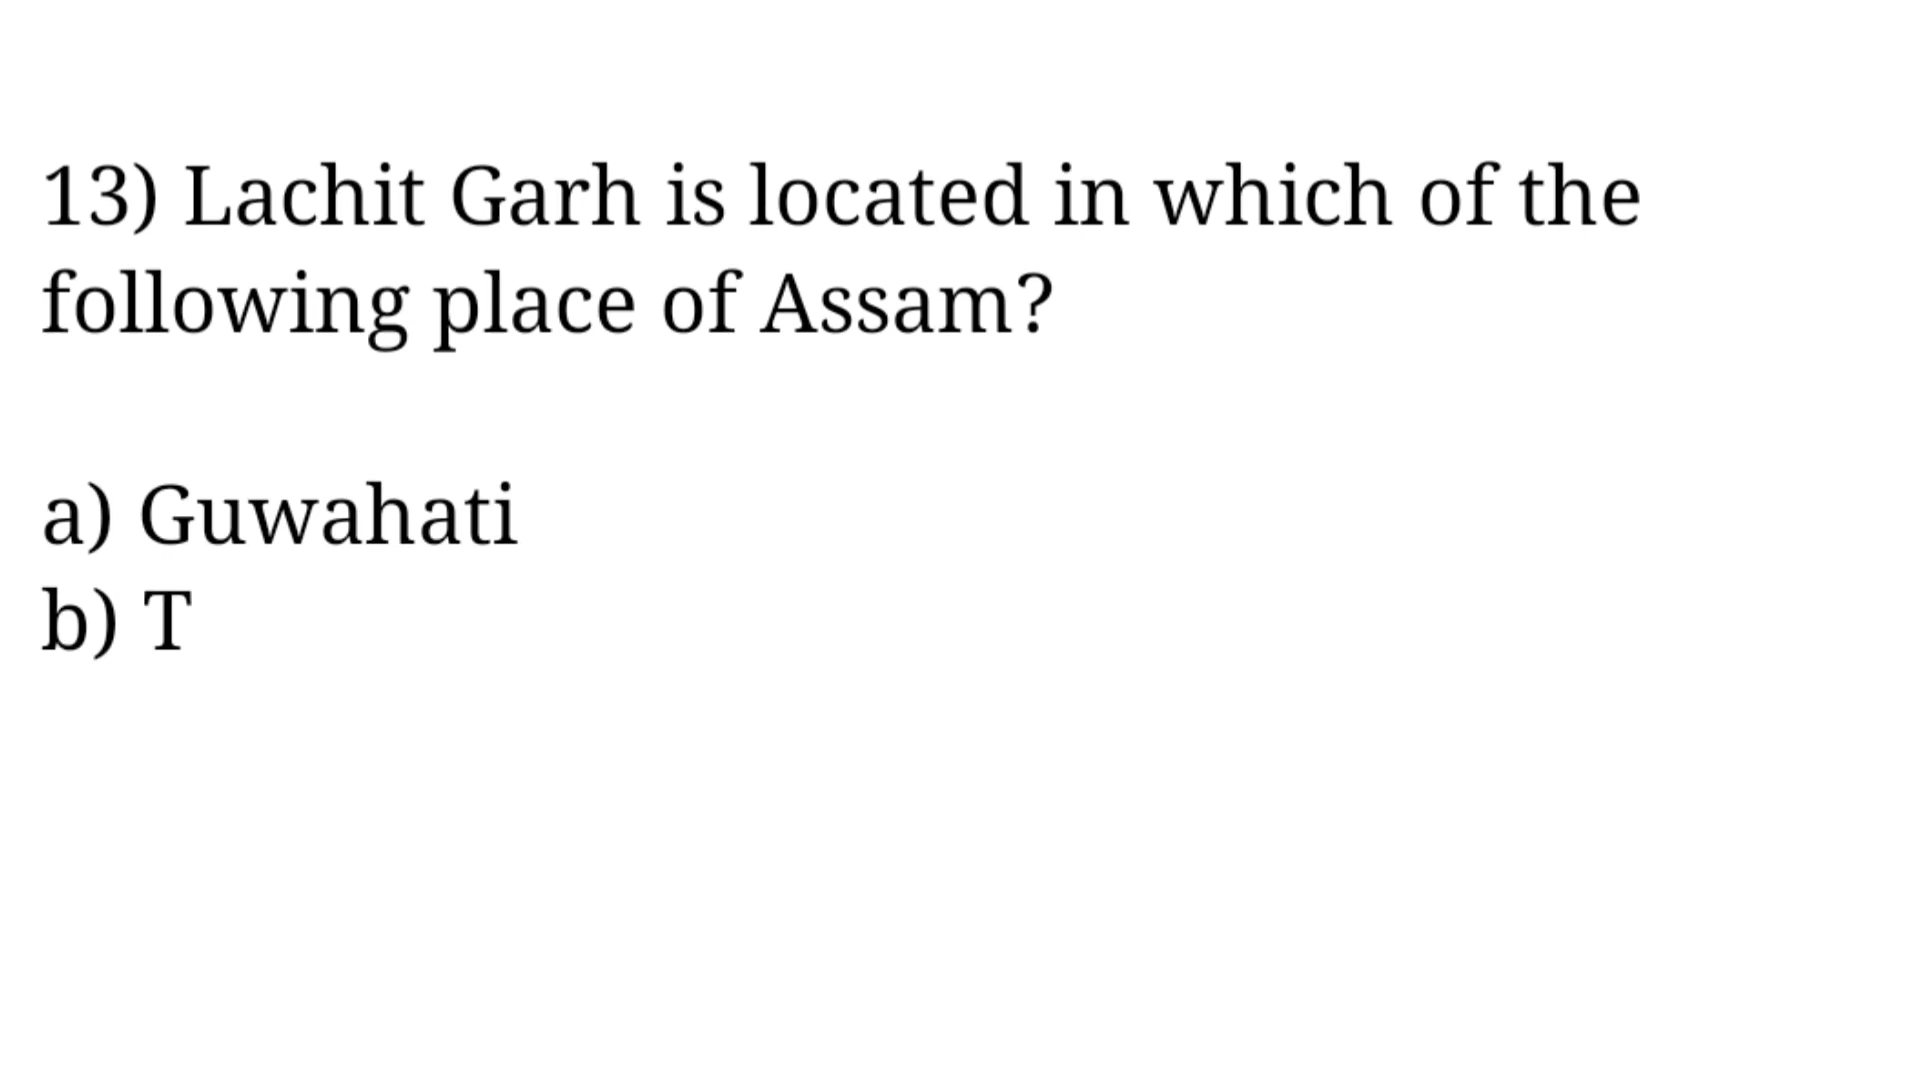 13) Lachit Garh is located in which of the
following place of Assam?
a) Guwahati
b) T